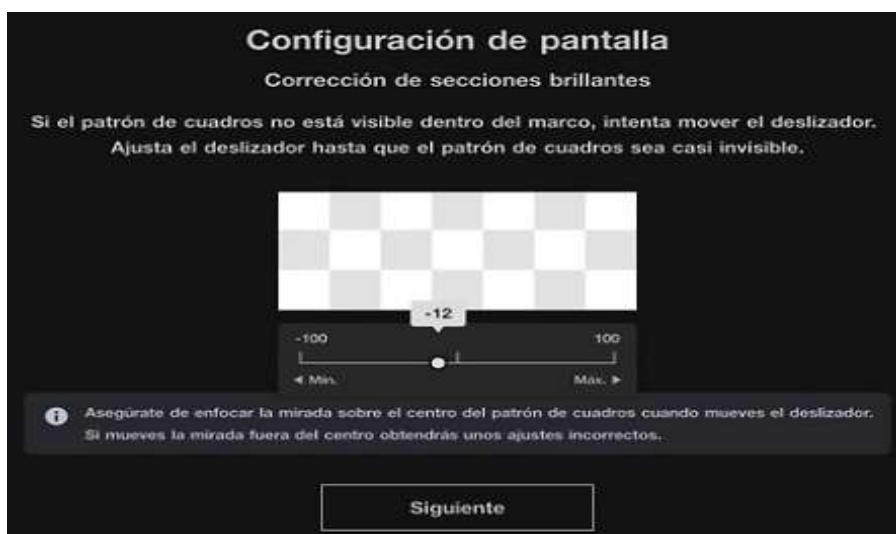 Configuración de pantalla
Corrección de secciones brillantes
Si el patrón de cuadros no está visible dentro del marco, intenta mover el deslizador.
Ajusta el deslizador hasta que el patrón de cuadros sea casi invisible.
-12
-100 100
◀ Mín. Máx. ▶
Asegúrate de enfocar la mirada sobre el centro del patrón de cuadros cuando mueves el deslizador.
Si mueves la mirada fuera del centro obtendrás unos ajustes incorrectos.
Siguiente